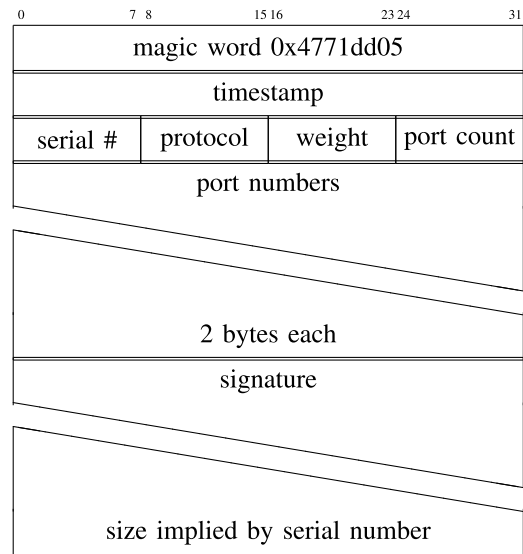 0 7 8 15 16 23 24 31
magic word 0x4771dd05
timestamp
serial # protocol weight port count
port numbers
2 bytes each
signature
size implied by serial number